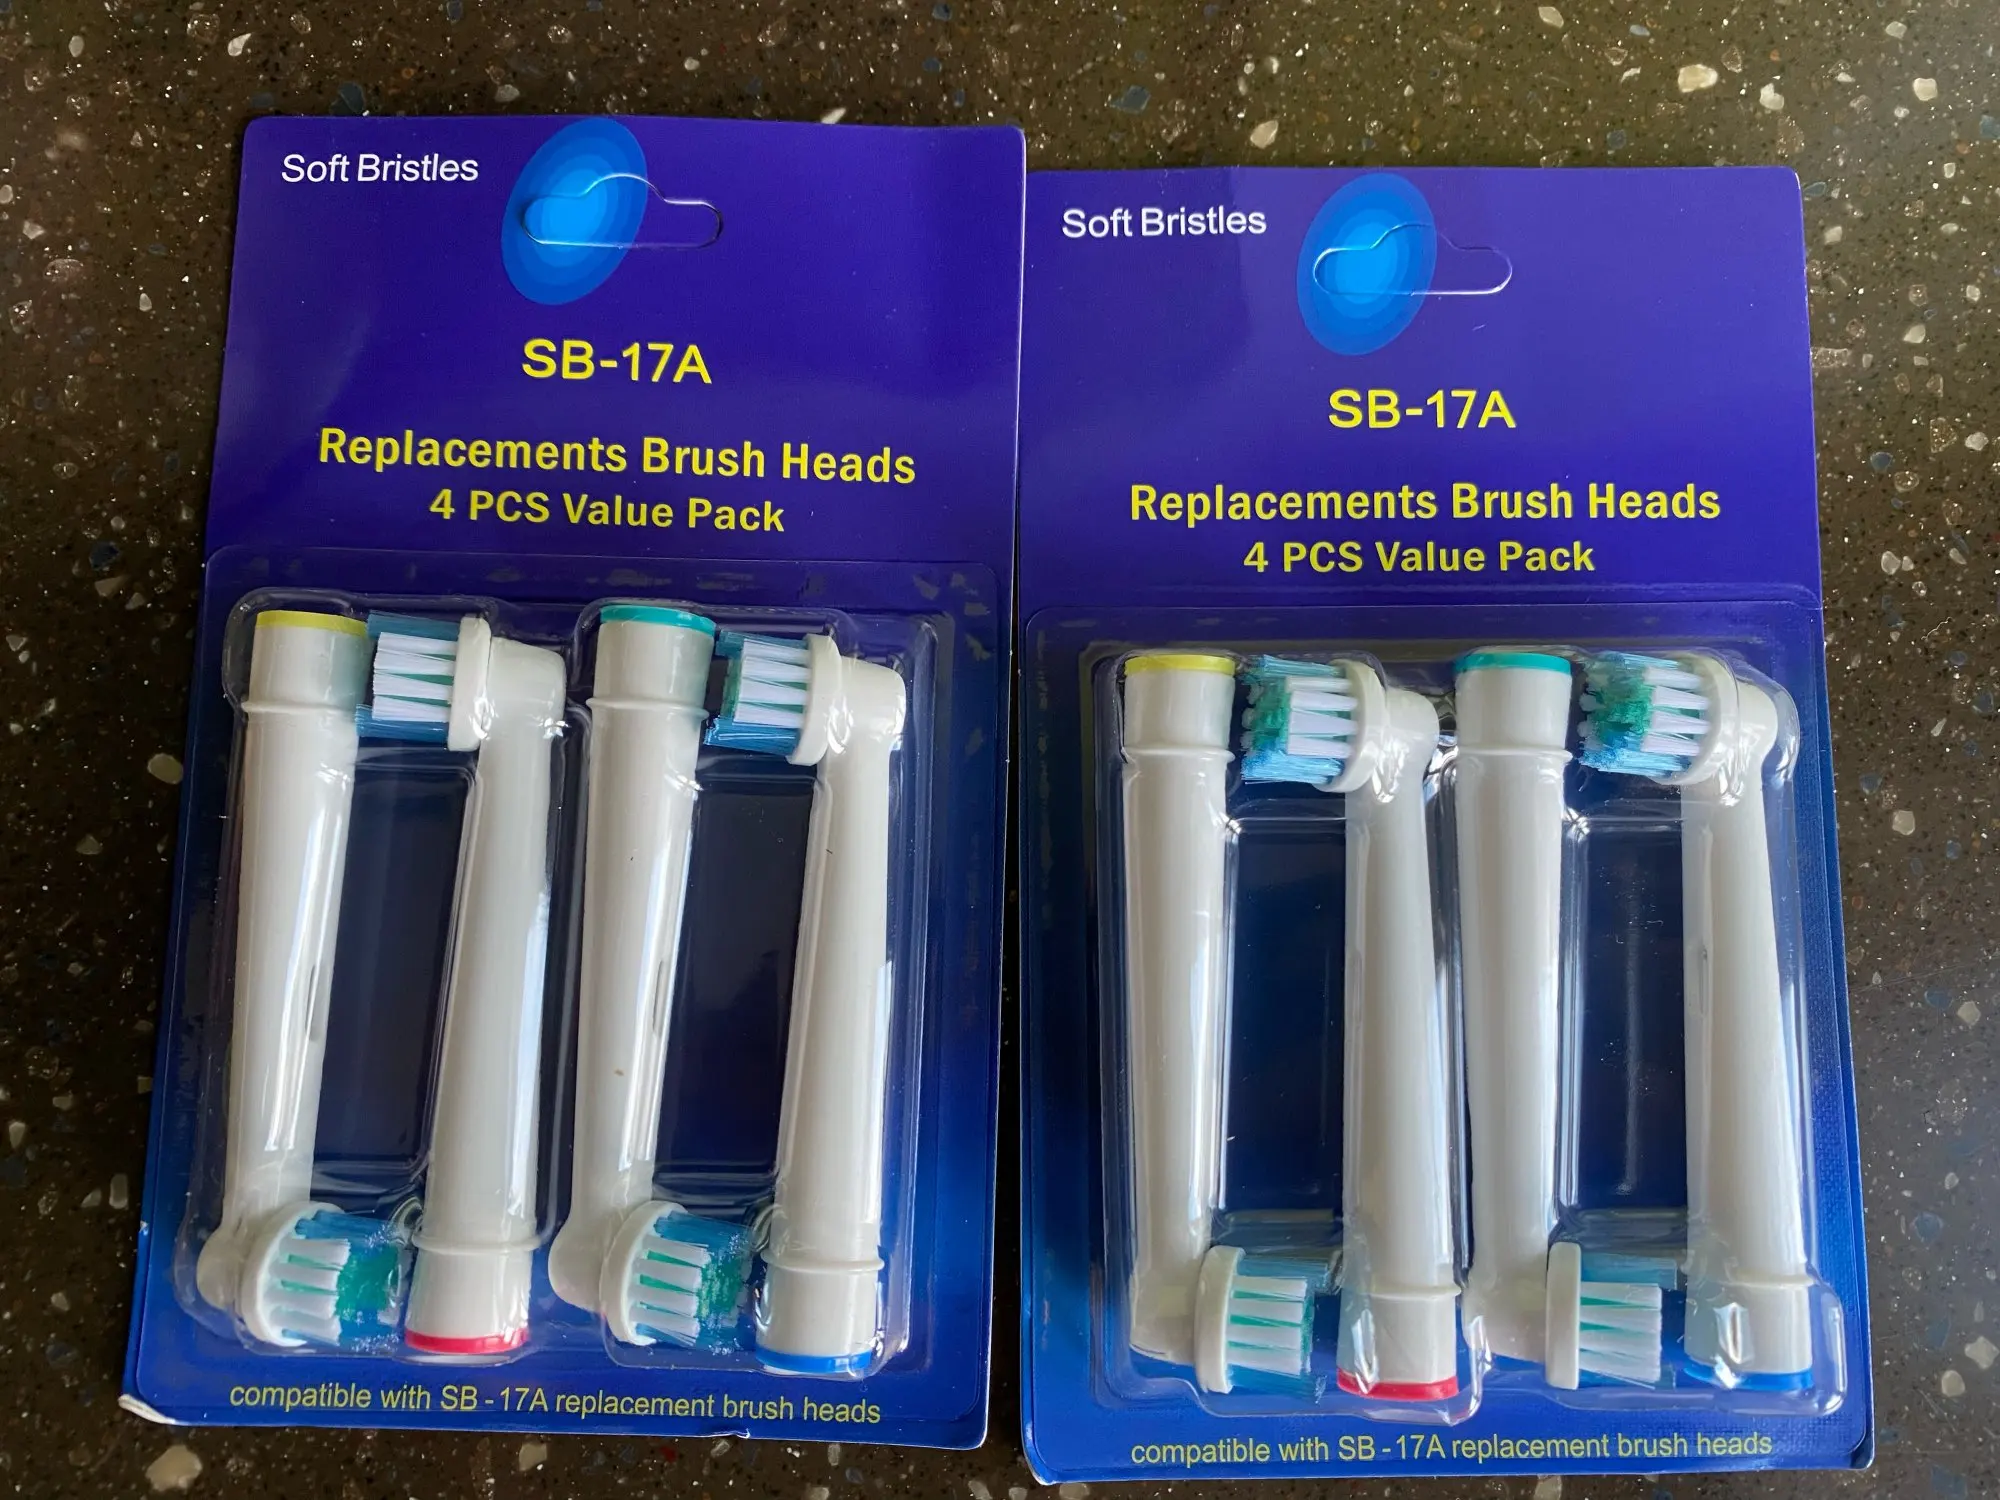 Soft Bristles
SB-17A
Replacements Brush Heads
4 PCS Value Pack
compatible with SB-17A replacement brush heads
Soft Bristles
SB-17A
Replacements Brush Heads
4 PCS Value Pack
compatible with SB-17A replacement brush heads